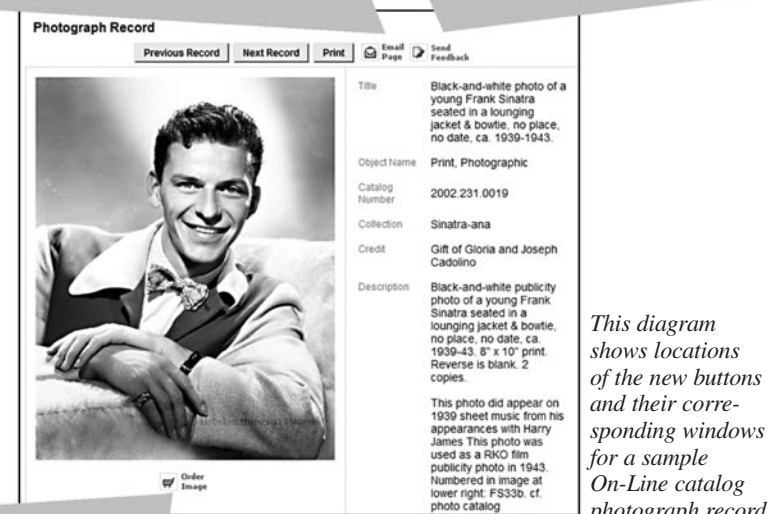 Photograph Record
Previous Record
Next Record
Print
Email
Page
Send
Feedback
Title
Black-and-white photo of a
young Frank Sinatra
seated in a lounging
jacket & bowtie, no place,
no date, ca. 1939-1943.
Object Name
Print, Photographic
Catalog
Number
2002.231.0019
Collection
Sinatra-ana
Credit
Gift of Gloria and Joseph
Cadolino
Description
Black-and-white publicity
photo of a young Frank
Sinatra seated in a
lounging jacket & bowtie,
no place, no date, ca.
1939-43. 8" x 10" print.
Reverse is blank. 2
copies.
This photo did appear on
1939 sheet music from his
appearances with Harry
James This photo was
used as a RKO film
publicity photo in 1943.
Numbered in image at
lower right: FS33b. cf.
photo catalog
Hoboken Historical Museum
Order
Image
This diagram
shows locations
of the new buttons
and their corre-
sponding windows
for a sample
On-Line catalog
photograph record